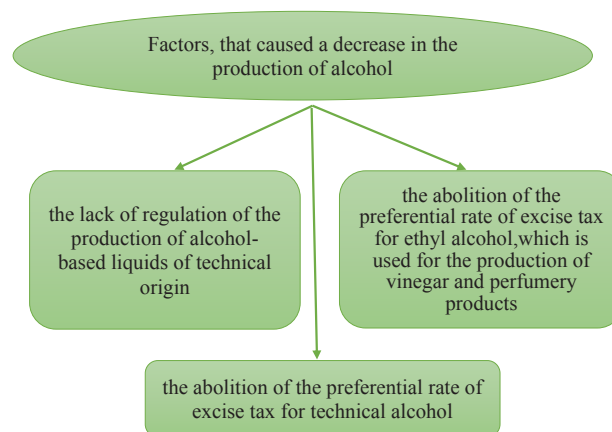 Factors, that caused a decrease in the
production of alcohol
the lack of regulation of the
production of alcohol-
based liquids of technical
origin
the abolition of the
preferential rate of excise tax
for ethyl alcohol,which is
used for the production of
vinegar and perfumery
products
the abolition of the preferential rate of
excise tax for technical alcohol